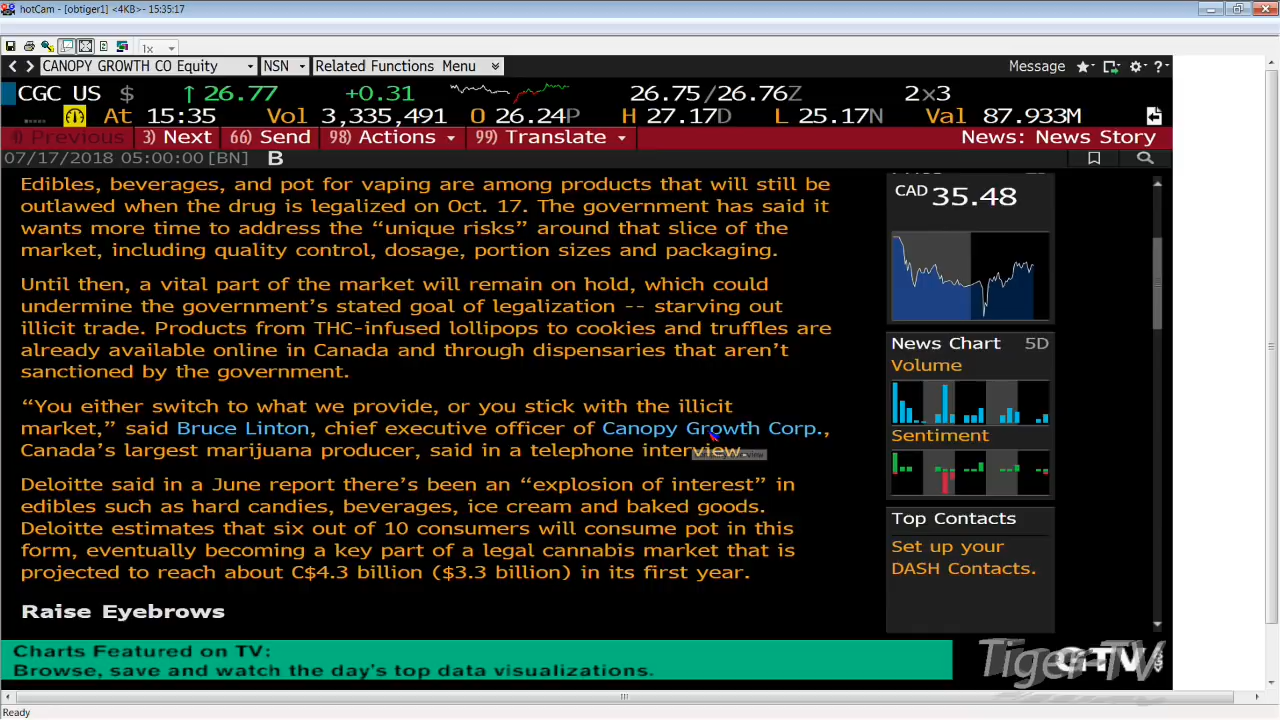 hotCam - [obtiger1] <4KB>- 15:35:17
1x
CANOPY GROWTH CO Equity NSN Related Functions Menu Message ?
CGC US $ ↑ 26.77 +0.31 26.75/26.76Z 2x3
At 15:35 Vol 3,335,491 O 26.24P H 27.17D L 25.17N Val 87.933M
4) Previous 3) Next 66) Send 98) Actions 99) Translate News: News Story
07/17/2018 05:00:00 [BN] B
Edibles, beverages, and pot for vaping are among products that will still be
outlawed when the drug is legalized on Oct. 17. The government has said it
wants more time to address the “unique risks” around that slice of the
market, including quality control, dosage, portion sizes and packaging.
Until then, a vital part of the market will remain on hold, which could
undermine the government’s stated goal of legalization -- starving out
illicit trade. Products from THC-infused lollipops to cookies and truffles are
already available online in Canada and through dispensaries that aren’t
sanctioned by the government.
“You either switch to what we provide, or you stick with the illicit
market,” said Bruce Linton, chief executive officer of Canopy Growth Corp.,
Canada’s largest marijuana producer, said in a telephone interview.
Deloitte said in a June report there’s been an “explosion of interest” in
edibles such as hard candies, beverages, ice cream and baked goods.
Deloitte estimates that six out of 10 consumers will consume pot in this
form, eventually becoming a key part of a legal cannabis market that is
projected to reach about C$4.3 billion ($3.3 billion) in its first year.
Raise Eyebrows
CAD 35.48
News Chart 5D
Volume
Sentiment
Top Contacts
Set up your
DASH Contacts.
Charts Featured on TV:
Browse, save and watch the day's top data visualizations.
GTV
Tiger-TV
Ready